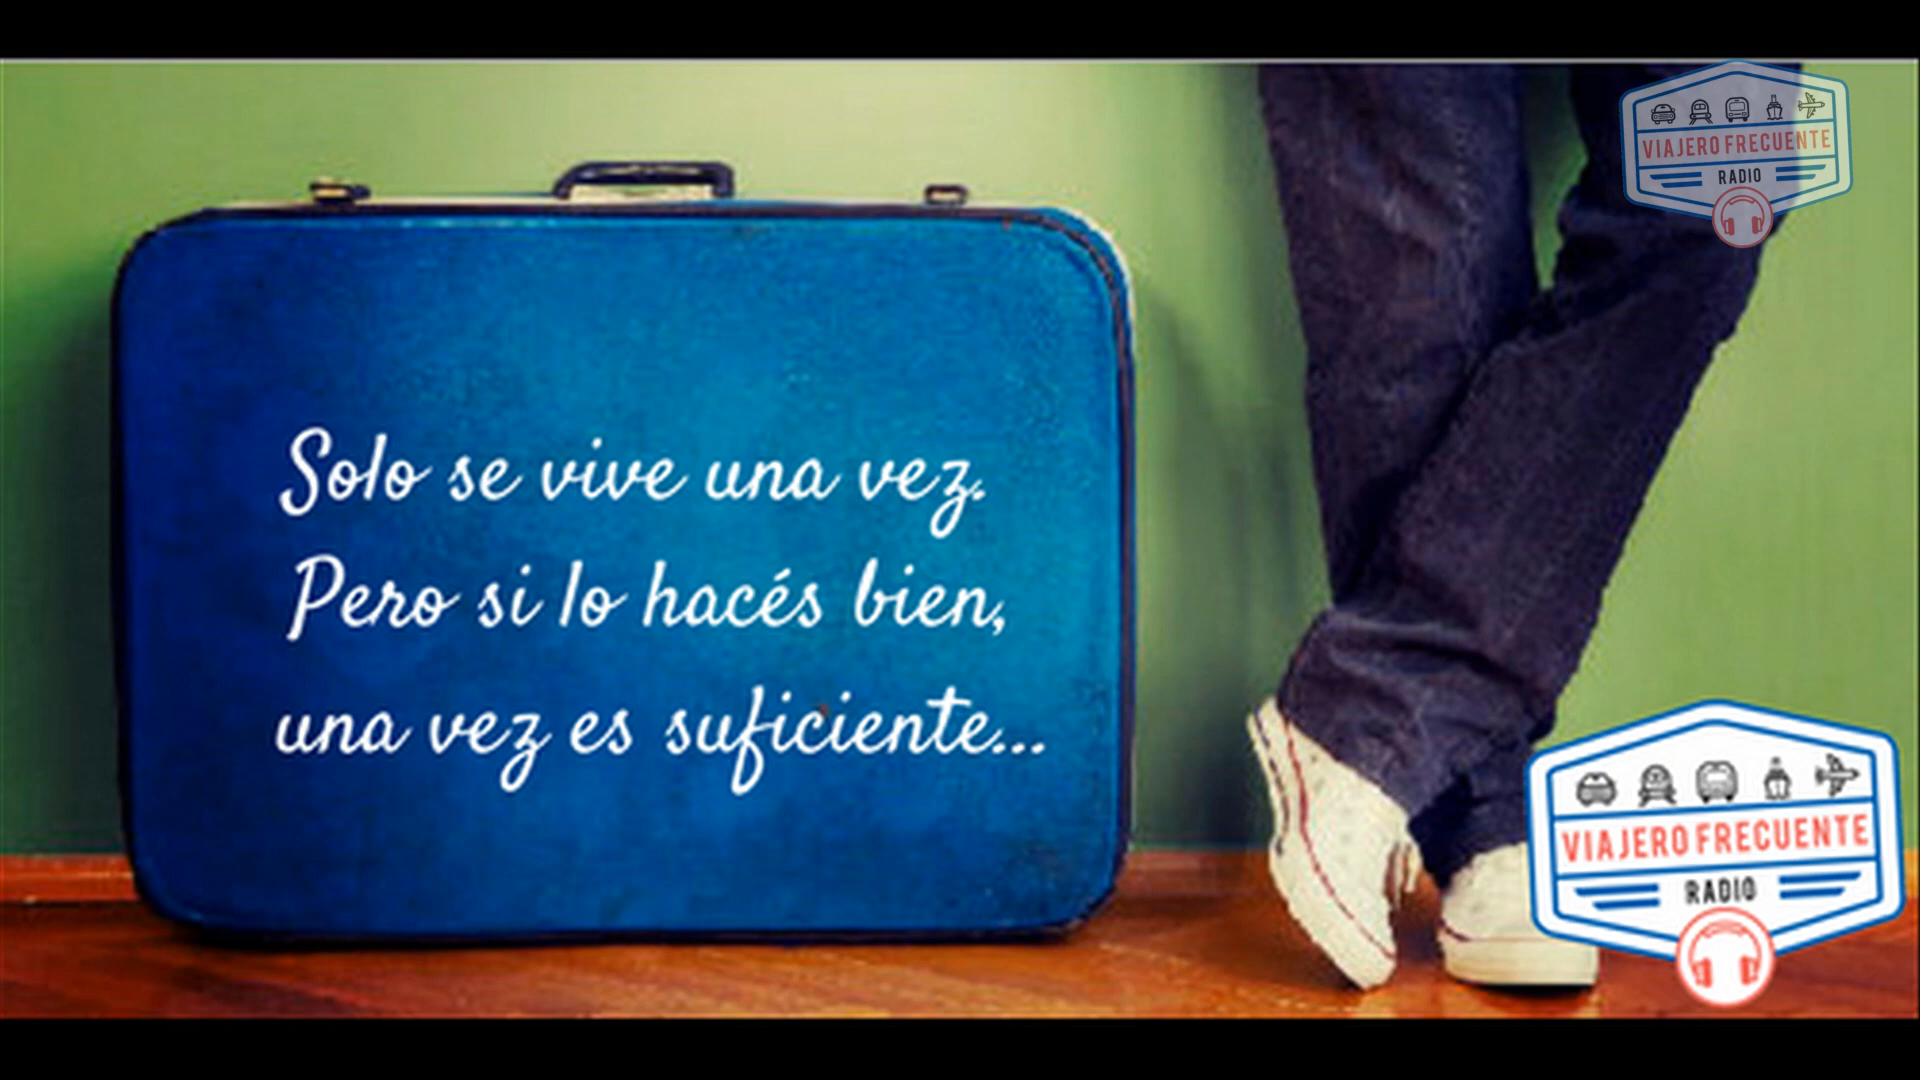 VIAJERO FRECUENTE
RADIO
Solo se vive una vez.
Pero si lo hacés bien,
una vez es suficiente...
VIAJERO FRECUENTE
RADIO